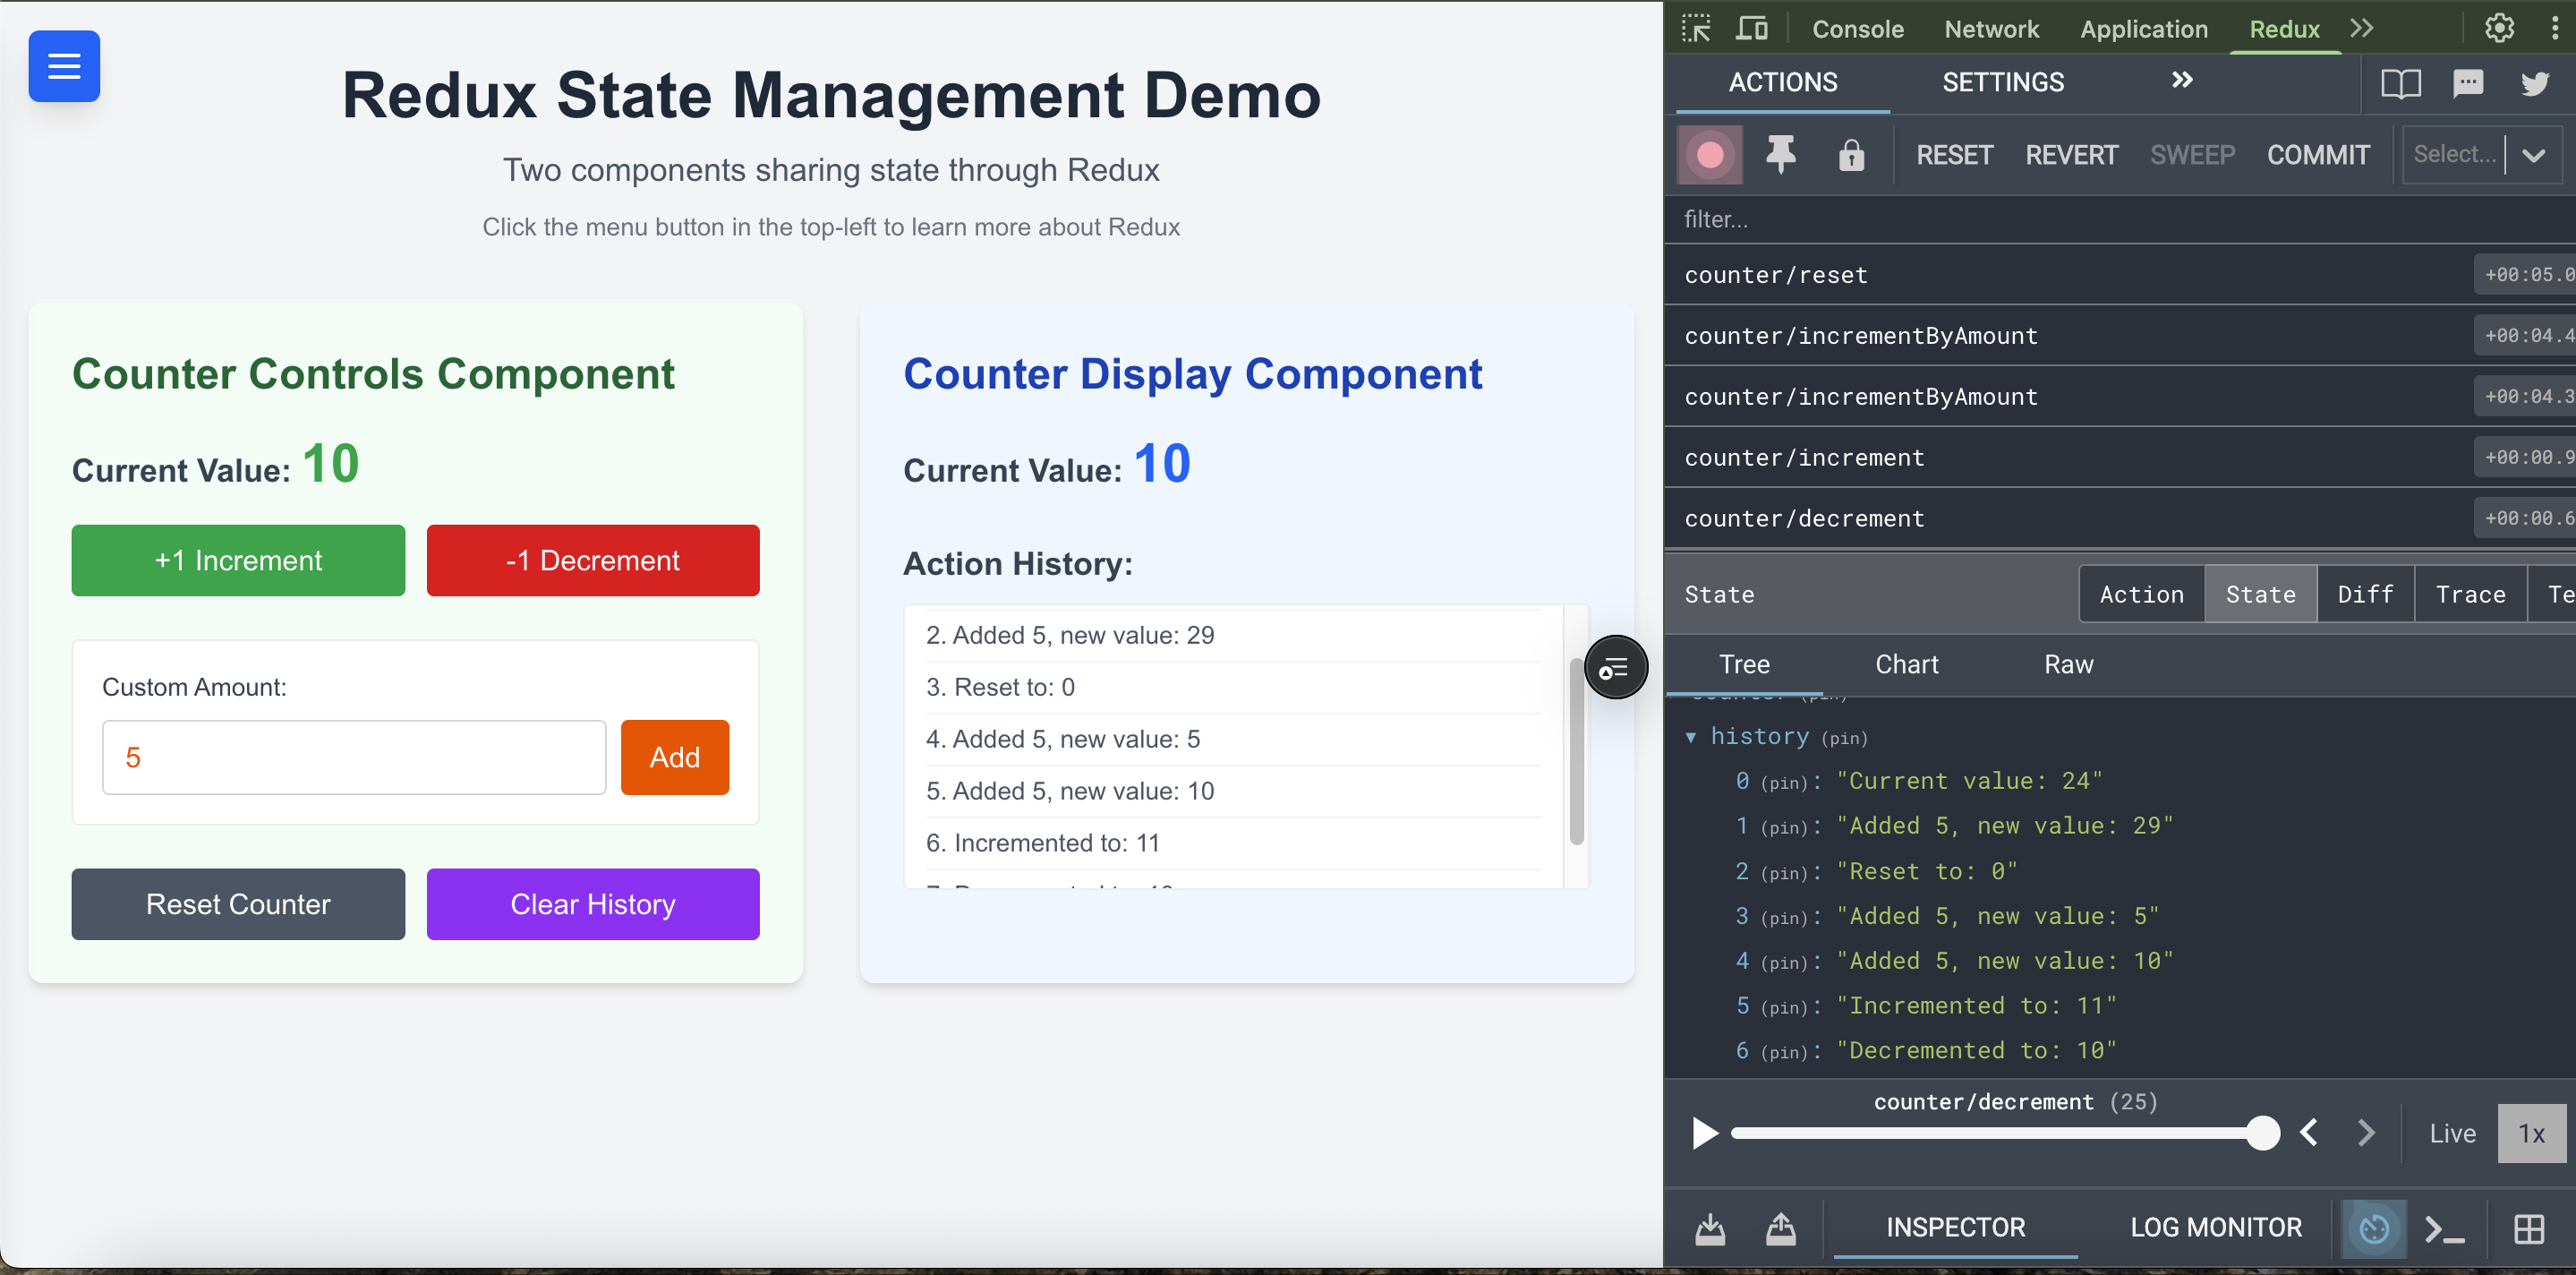 Redux State Management Demo
Two components sharing state through Redux
Click the menu button in the top-left to learn more about Redux
Counter Controls Component
Current Value: 10
+1 Increment
-1 Decrement
Custom Amount:
5
Add
Reset Counter
Clear History
Counter Display Component
Current Value: 10
Action History:
2. Added 5, new value: 29
3. Reset to: 0
4. Added 5, new value: 5
5. Added 5, new value: 10
6. Incremented to: 11
Console Network Application Redux
ACTIONS SETTINGS
RESET REVERT SWEEP COMMIT Select...
filter...
counter/reset +00:05.0
counter/incrementByAmount +00:04.4
counter/incrementByAmount +00:04.3
counter/increment +00:00.9
counter/decrement +00:00.6
State Action State Diff Trace Te
Tree Chart Raw
history (pin)
0 (pin): "Current value: 24"
1 (pin): "Added 5, new value: 29"
2 (pin): "Reset to: 0"
3 (pin): "Added 5, new value: 5"
4 (pin): "Added 5, new value: 10"
5 (pin): "Incremented to: 11"
6 (pin): "Decremented to: 10"
counter/decrement (25)
Live 1x
INSPECTOR LOG MONITOR